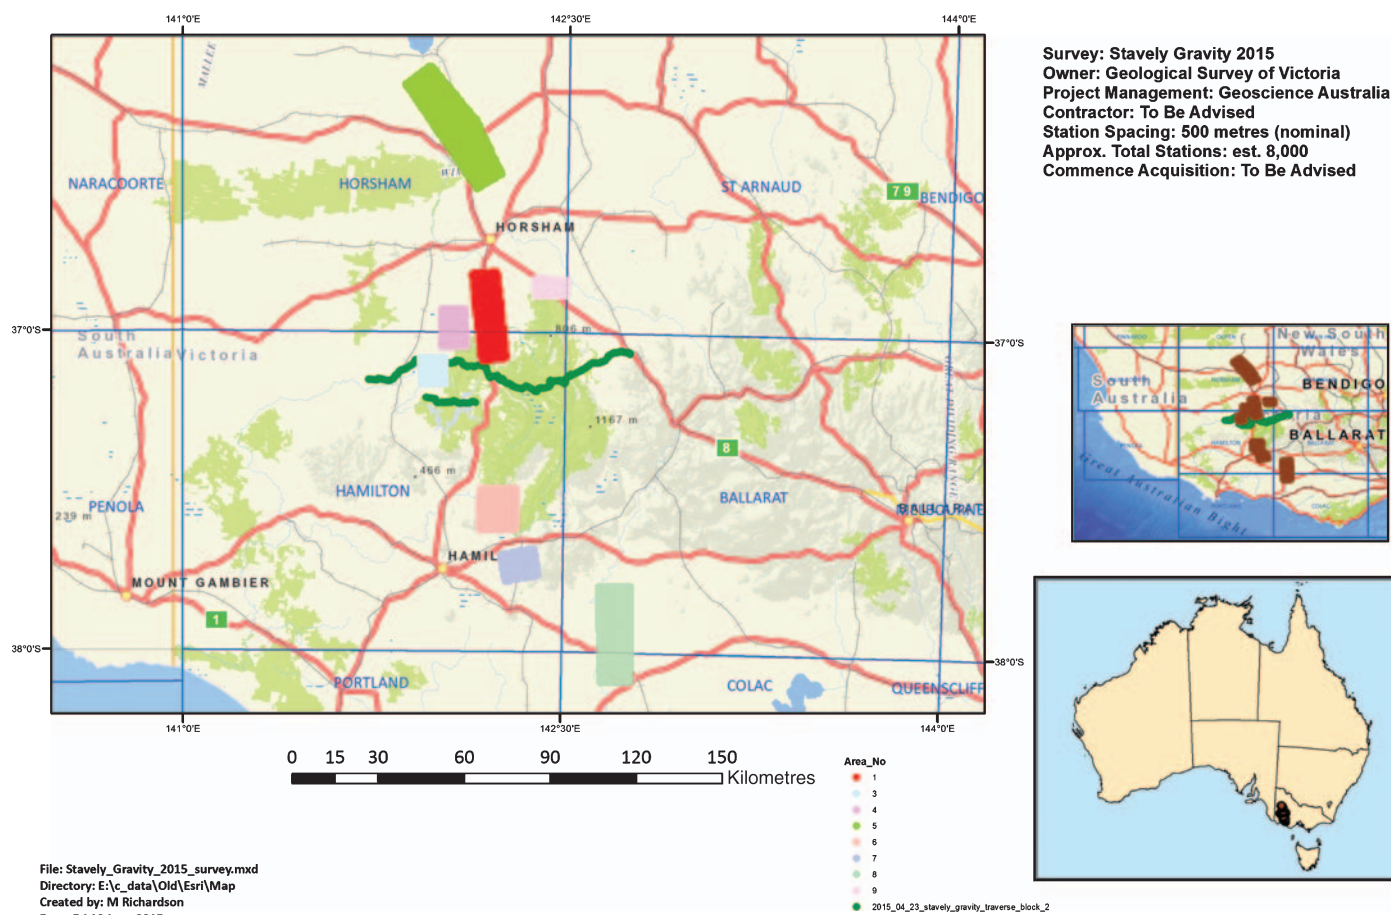 141°0'E
142°30'E
144°0'E
MALLEE
NARACOORTE
HORSHAM
ST ARNAUD
79
BENDIGO
HORSHAM
37°0'S
806 m
37°0'S
South
Australia Victoria
1167 m
8
466 m
HAMILTON
BALLARAT
PENOLA
239 m
HAMIL
MOUNT GAMBIER
1
38°0'S
38°0'S
PORTLAND
COLAC
QUEENSCLIFF
141°0'E
142°30'E
144°0'E
Survey: Stavely Gravity 2015
Owner: Geological Survey of Victoria
Project Management: Geoscience Australia
Contractor: To Be Advised
Station Spacing: 500 metres (nominal)
Approx. Total Stations: est. 8,000
Commence Acquisition: To Be Advised
New South
Wales
South
Australia
BENDIGO
BALLARAT
HAMILTON
PENOLA
Great Australian Bight
0 15 30 60 90 120 150
Kilometres
Area_No
1
3
4
5
6
7
8
9
2015_04_23_stavely_gravity_traverse_block_2
File: Stavely_Gravity_2015_survey.mxd
Directory: E:\c_data\Old\Esri\Map
Created by: M Richardson